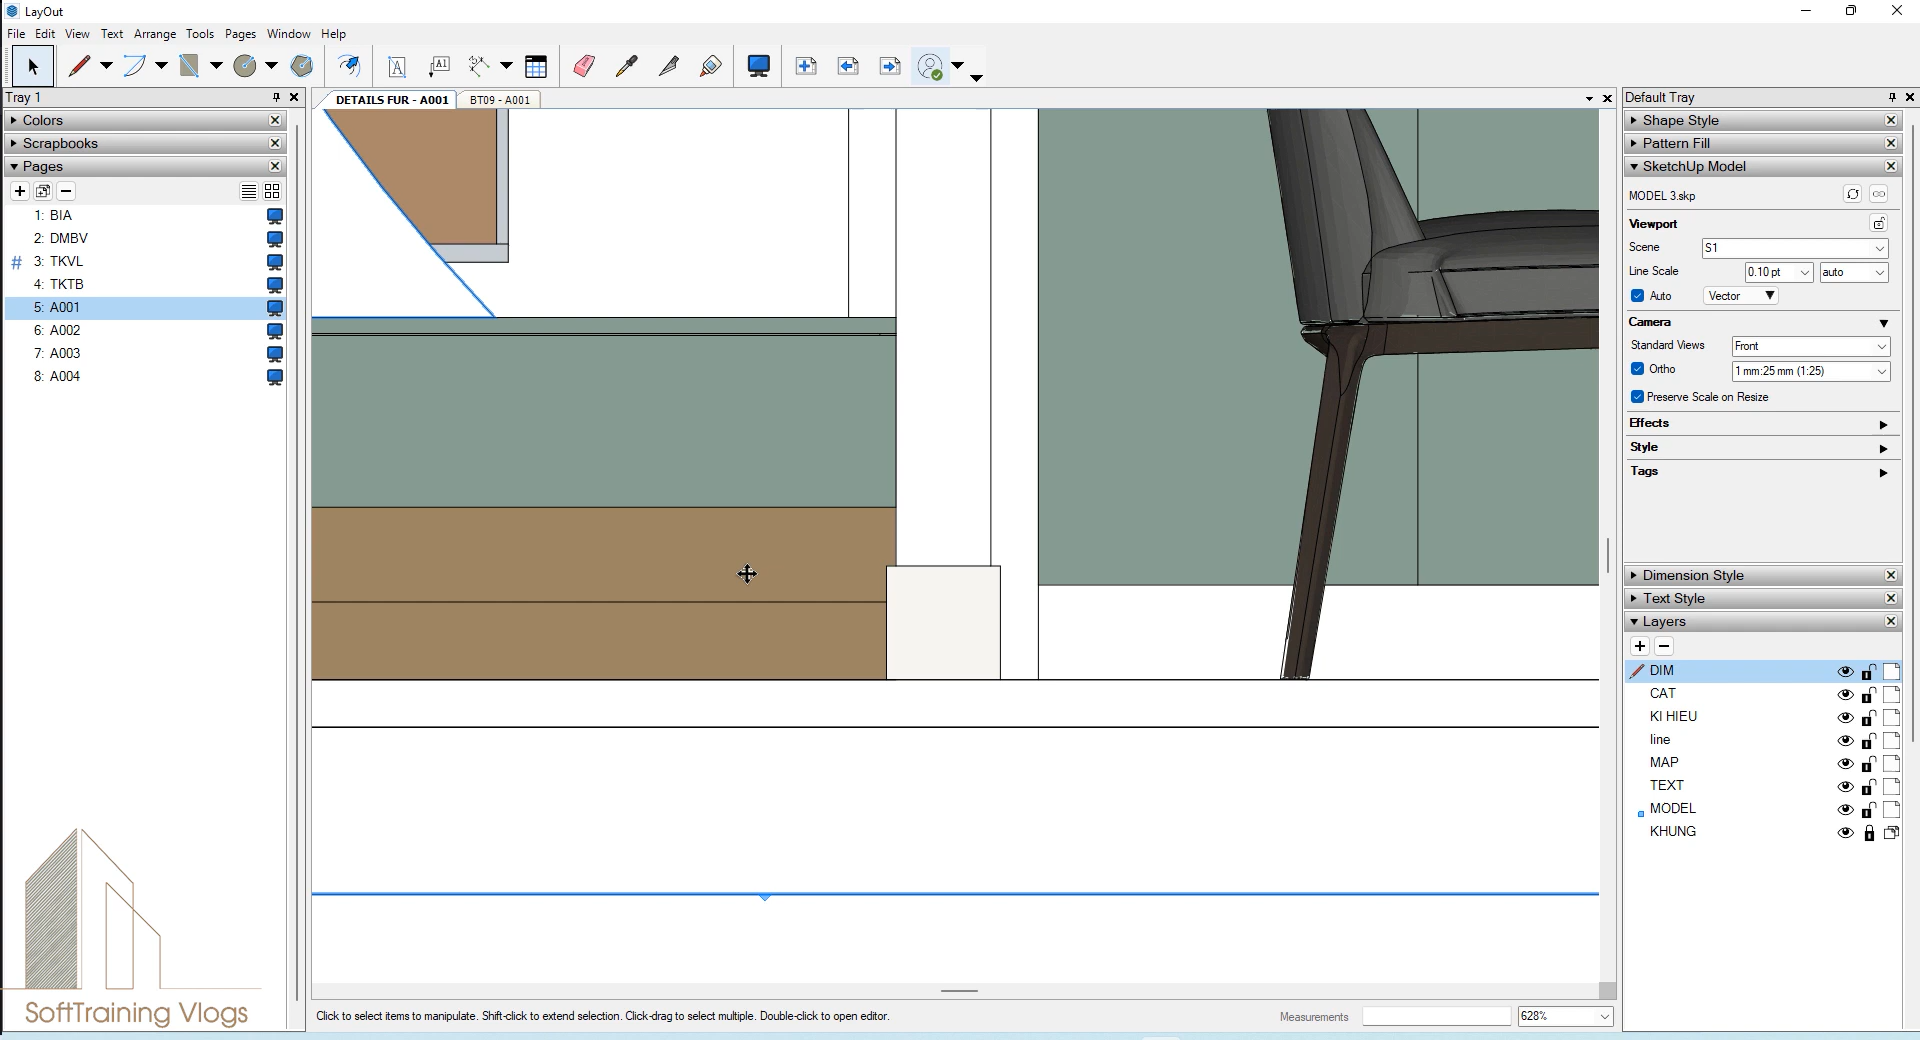 LayOut
File Edit View Text Arrange Tools Pages Window Help
Tray 1
Colors
Scrapbooks
Pages
1: BIA
2: DMBV
# 3: TKVL
4: TKTB
5: A001
6: A002
7: A003
8: A004
SoftTraining Vlogs
DETAILS FUR - A001 BT09 - A001
Click to select items to manipulate. Shift-click to extend selection. Click-drag to select multiple. Double-click to open editor.
Measurements
628%
Default Tray
Shape Style
Pattern Fill
SketchUp Model
MODEL 3.skp
Viewport
Scene S1
Line Scale 0.10 pt auto
Auto Vector
Camera
Standard Views Front
Ortho 1 mm:25 mm (1:25)
Preserve Scale on Resize
Effects
Style
Tags
Dimension Style
Text Style
Layers
DIM
CAT
KI HIEU
line
MAP
TEXT
MODEL
KHUNG